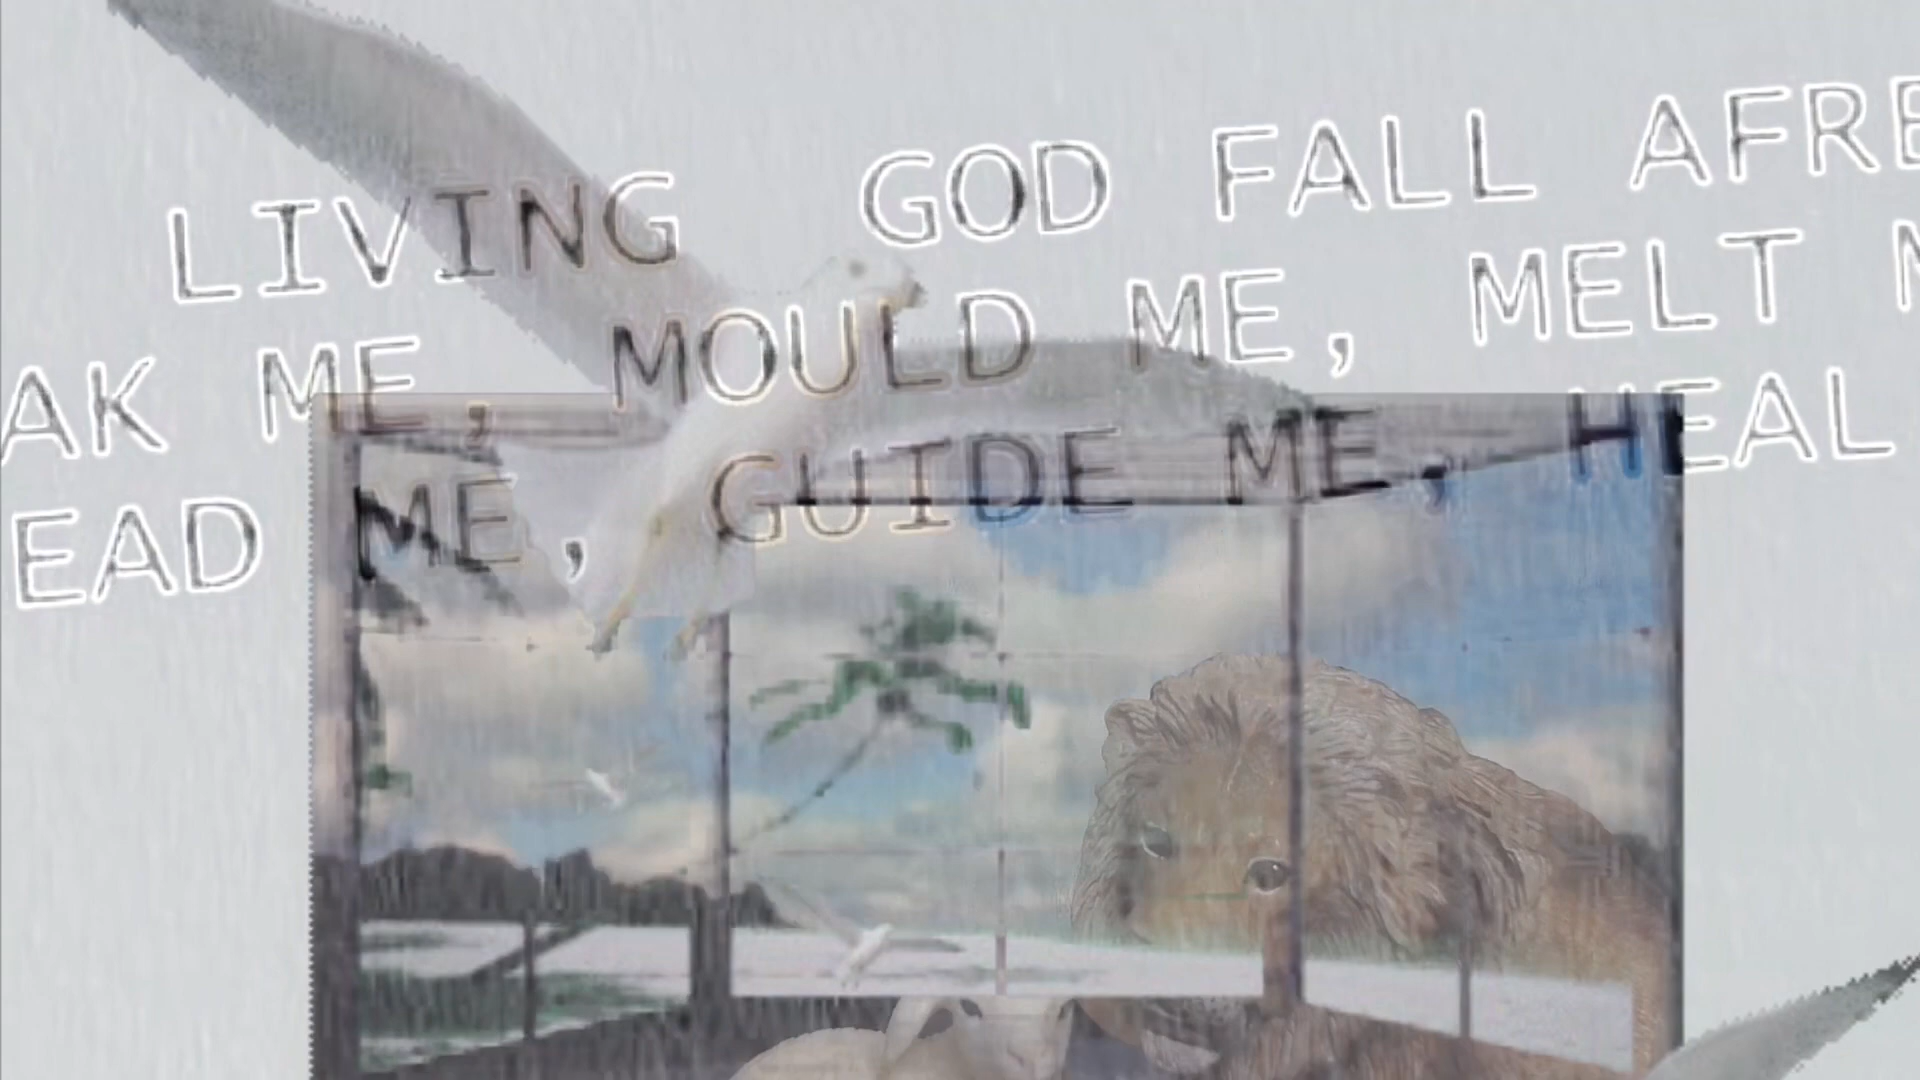 LIVING GOD FALL AFRE
AK ME, MOULD ME, MELT M
EAD ME, GUIDE ME, HEAL